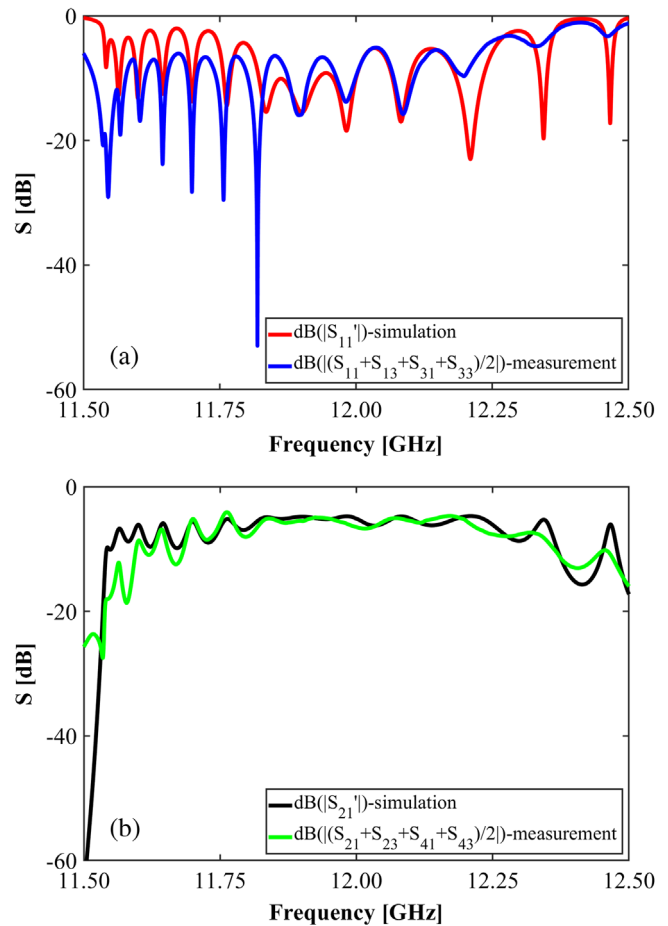 0
-20
-40
-60
S [dB]
(a)
dB(|S11'|)-simulation
dB(|(S11+S13+S31+S33)/2|)-measurement
11.50 11.75 12.00 12.25 12.50
Frequency [GHz]
0
-20
-40
-60
S [dB]
(b)
dB(|S21'|)-simulation
dB(|(S21+S23+S41+S43)/2|)-measurement
11.50 11.75 12.00 12.25 12.50
Frequency [GHz]